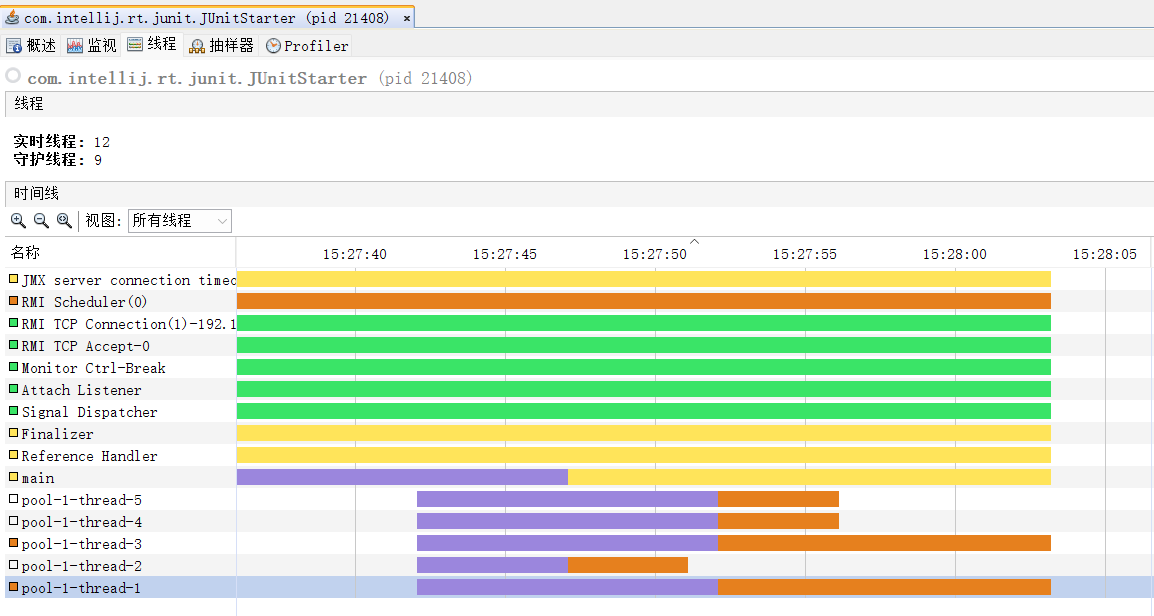 com.intellij.rt.junit.JUnitStarter (pid 21408) ×
概述 监视 线程 抽样器 Profiler
com.intellij.rt.junit.JUnitStarter (pid 21408)
线程
实时线程: 12
守护线程: 9
时间线
视图: 所有线程
名称 15:27:40 15:27:45 15:27:50 15:27:55 15:28:00 15:28:05
JMX server connection timeo
RMI Scheduler(0)
RMI TCP Connection(1)-192.1
RMI TCP Accept-0
Monitor Ctrl-Break
Attach Listener
Signal Dispatcher
Finalizer
Reference Handler
main
pool-1-thread-5
pool-1-thread-4
pool-1-thread-3
pool-1-thread-2
pool-1-thread-1